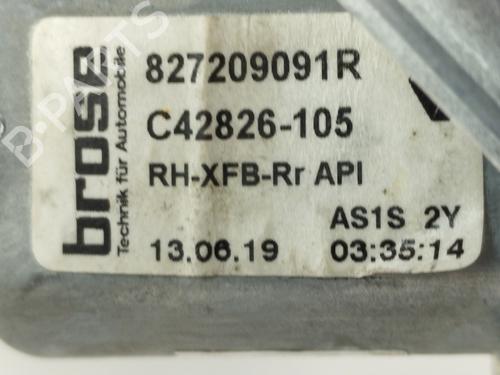 brose
Technik für Automobile
827209091R
C42826-105
RH-XFB-Rr API
AS1S 2Y
13.06.19 03:35:14